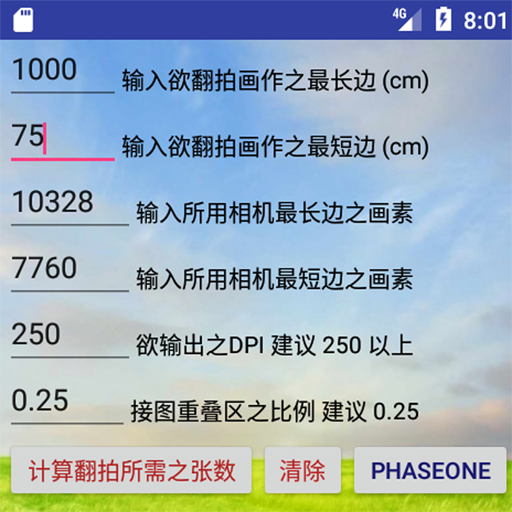 4G 8:01
1000 输入欲翻拍画作之最长边 (cm)
75 输入欲翻拍画作之最短边 (cm)
10328 输入所用相机最长边之画素
7760 输入所用相机最短边之画素
250 欲输出之DPI 建议 250 以上
0.25 接图重叠区之比例 建议 0.25
计算翻拍所需之张数 清除 PHASEONE